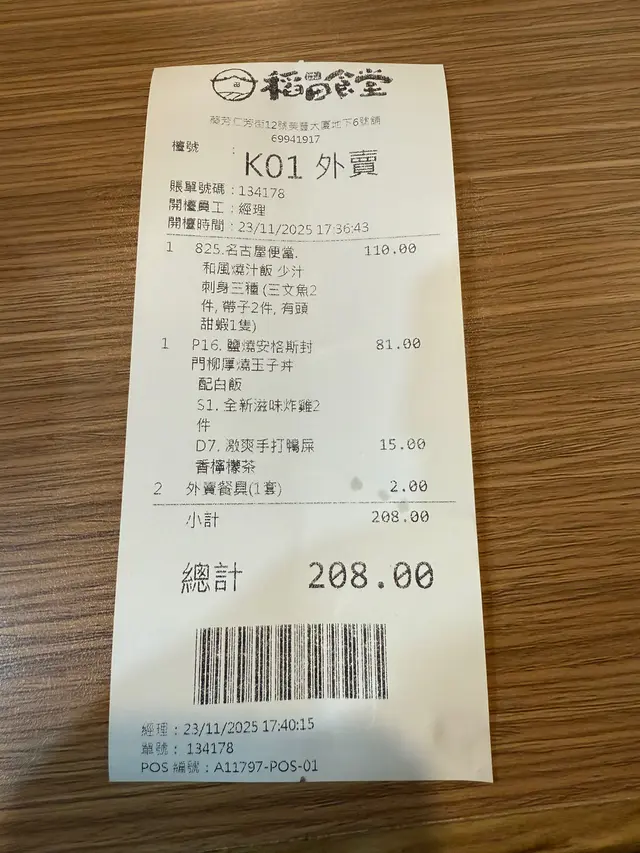 稻田食堂
葵芳仁芳街12號榮豐大廈地下6號舖
69941917
檯號 :
K01 外賣
賬單號碼 : 134178
開檯員工 : 經理
開檯時間 : 23/11/2025 17:36:43
1 825.名古屋便當. 110.00
和風燒汁飯 少汁
刺身三種 (三文魚2
件, 帶子2件, 有頭
甜蝦1隻)
1 P16. 鹽燒安格斯封 81.00
門柳厚燒玉子丼
配白飯
S1. 全新滋味炸雞2
件
D7. 激爽手打鴨屎 15.00
香檸檬茶
2 外賣餐具(1套) 2.00
小計 208.00
總計 208.00
經理 : 23/11/2025 17:40:15
單號 : 134178
POS 編號 : A11797-POS-01